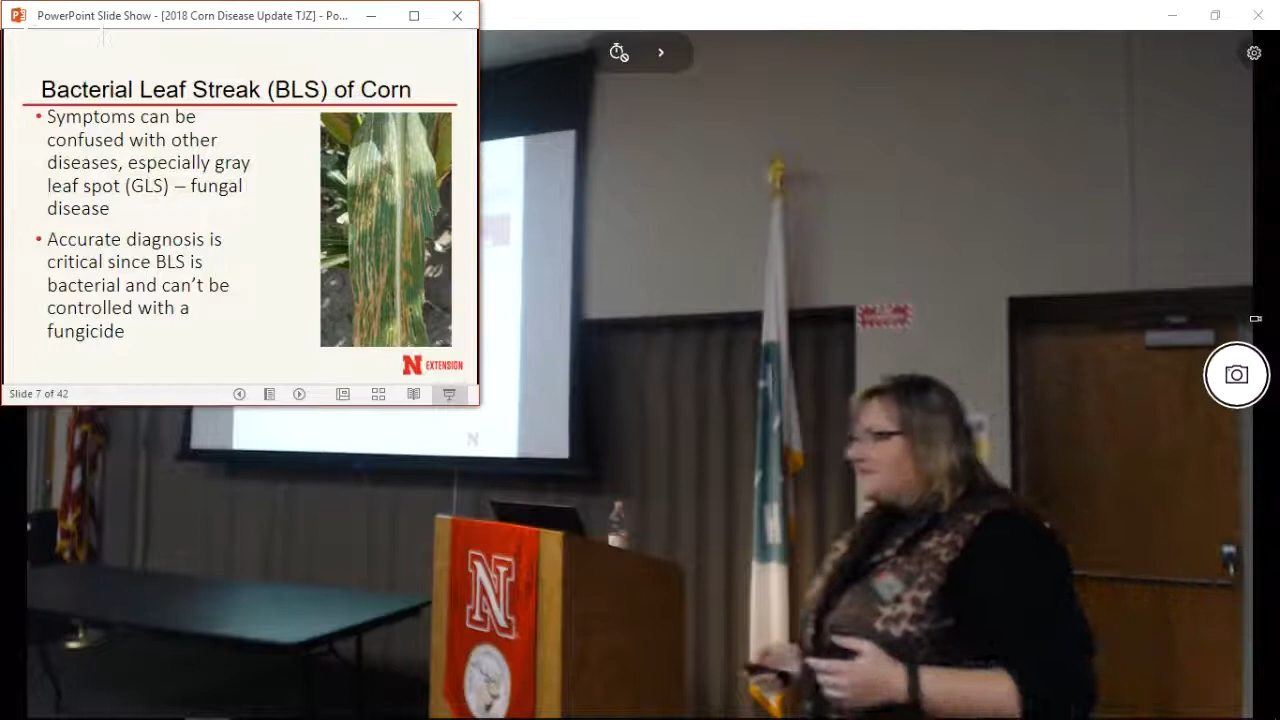 PowerPoint Slide Show - [2018 Corn Disease Update TJZ] - Po...
Bacterial Leaf Streak (BLS) of Corn
• Symptoms can be
confused with other
diseases, especially gray
leaf spot (GLS) – fungal
disease
• Accurate diagnosis is
critical since BLS is
bacterial and can’t be
controlled with a
fungicide
N EXTENSION
Slide 7 of 42
N
N